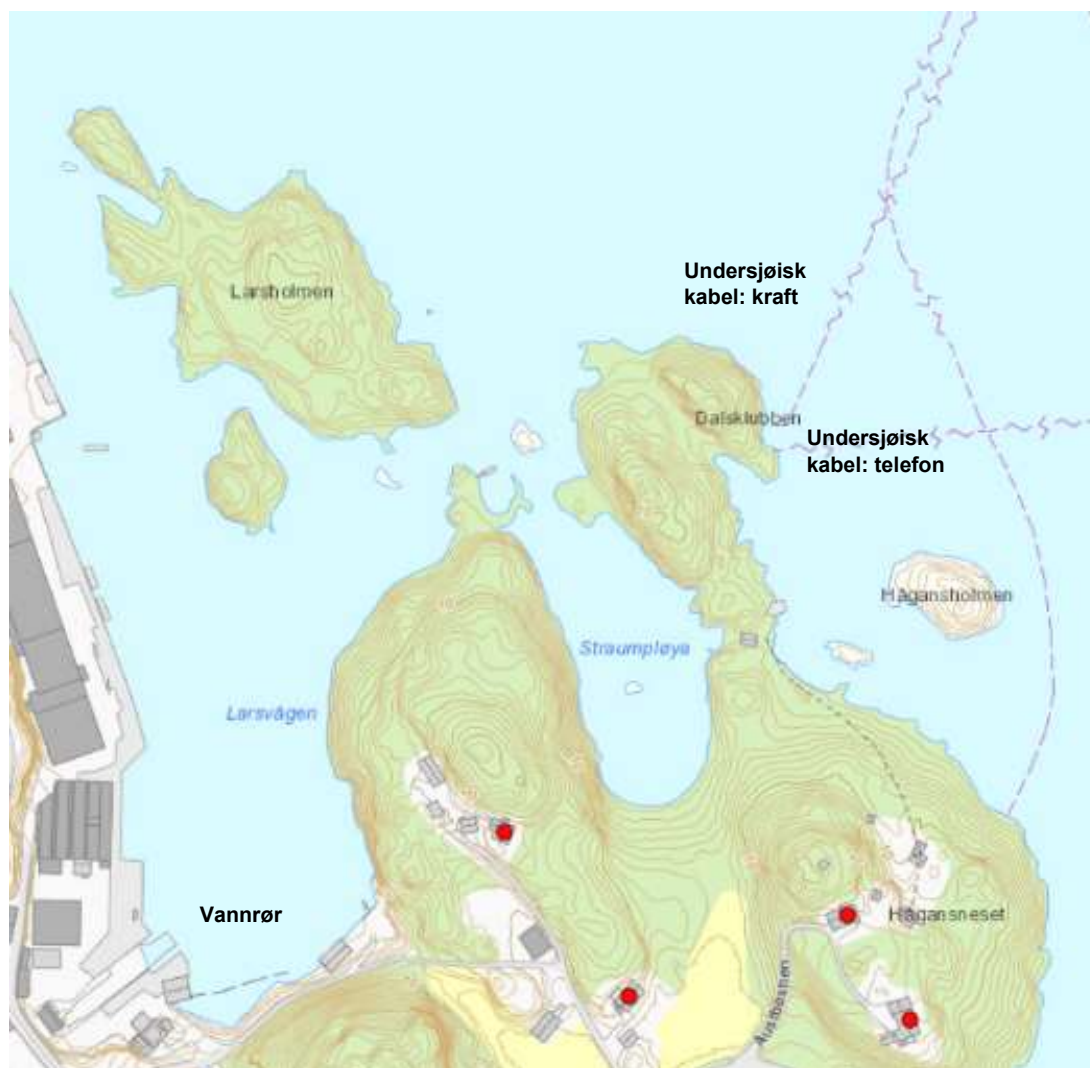 Undersjøisk
kabel: kraft
Larsholmen
Dalsklubben
Undersjøisk
kabel: telefon
Hågansholmen
Straumpløya
Larsvågen
Vannrør
Hågansneset